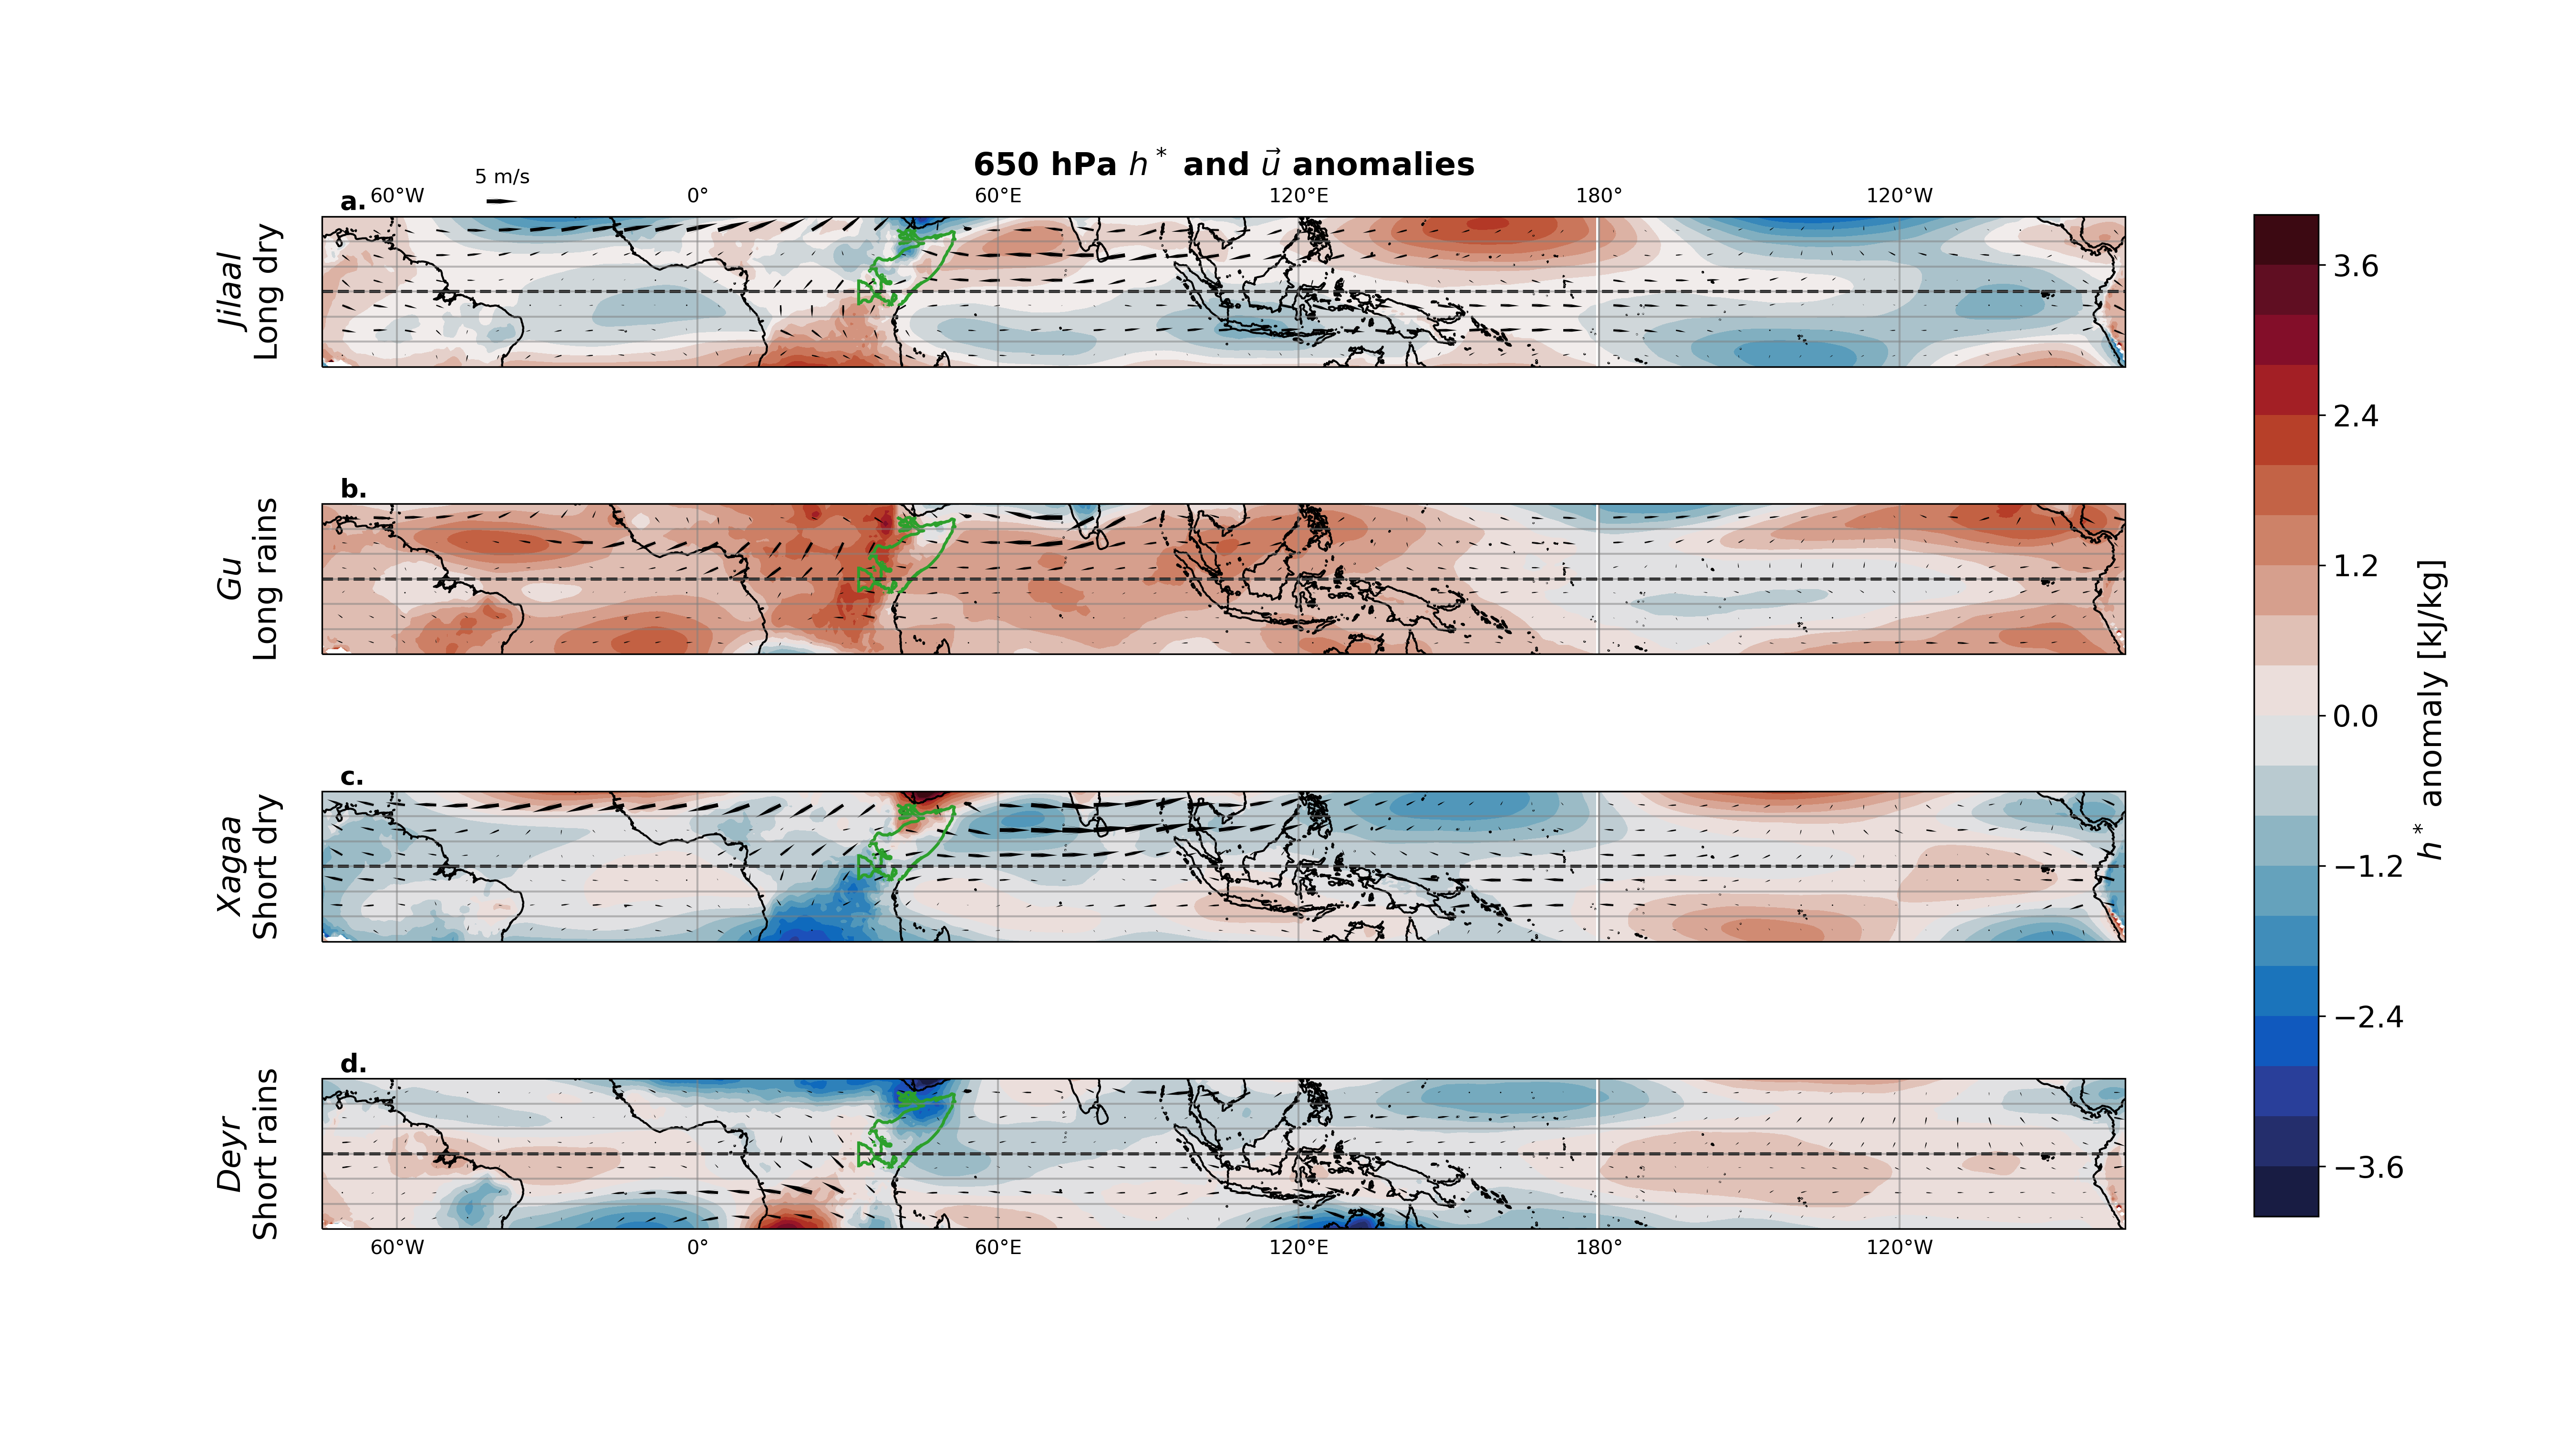 650 hPa h* and u⃗ anomalies
5 m/s
60°W 0° 60°E 120°E 180° 120°W
a.
Jilaal
Long dry
b.
Gu
Long rains
c.
Xagaa
Short dry
d.
Deyr
Short rains
60°W 0° 60°E 120°E 180° 120°W
3.6
2.4
1.2
0.0
−1.2
−2.4
−3.6
h* anomaly [kJ/kg]